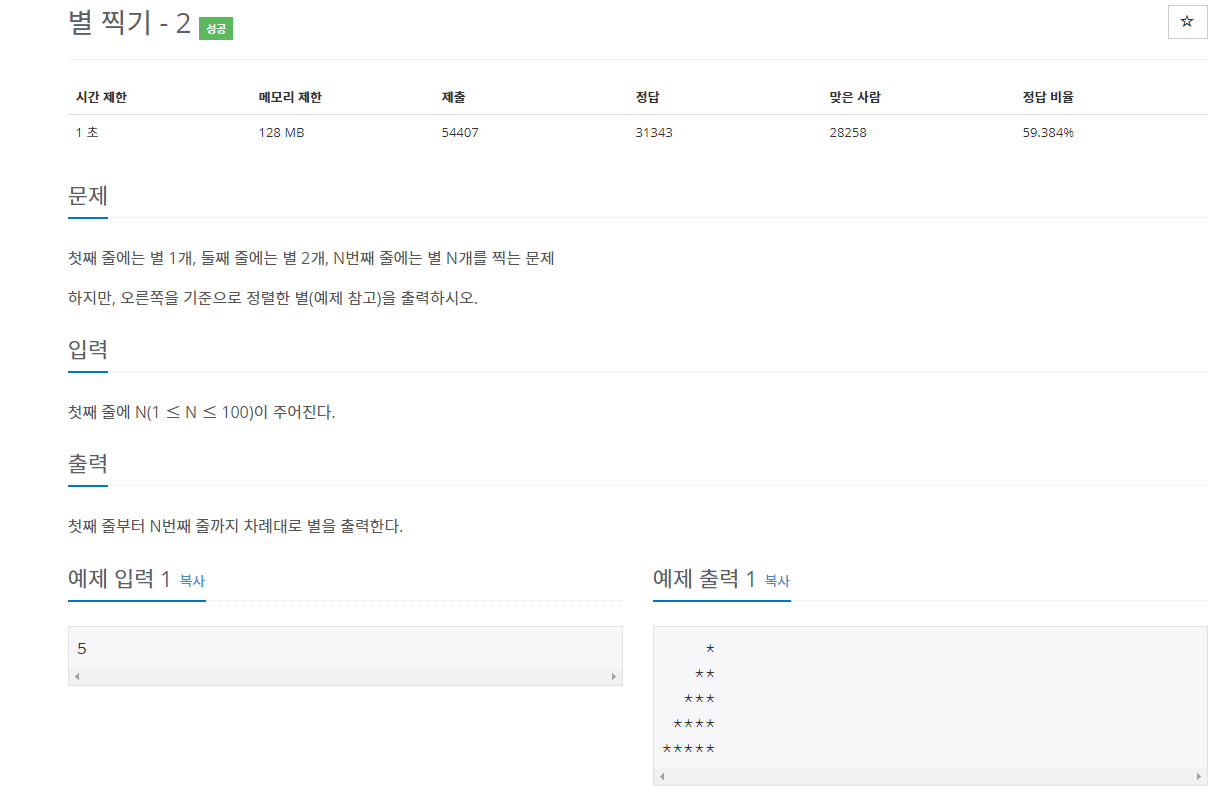 별 찍기 - 2 성공
☆
시간 제한 메모리 제한 제출 정답 맞은 사람 정답 비율
1 초 128 MB 54407 31343 28258 59.384%
문제
첫째 줄에는 별 1개, 둘째 줄에는 별 2개, N번째 줄에는 별 N개를 찍는 문제
하지만, 오른쪽을 기준으로 정렬한 별(예제 참고)을 출력하시오.
입력
첫째 줄에 N(1 ≤ N ≤ 100)이 주어진다.
출력
첫째 줄부터 N번째 줄까지 차례대로 별을 출력한다.
예제 입력 1 복사
5
예제 출력 1 복사
    *
   **
  ***
 ****
*****